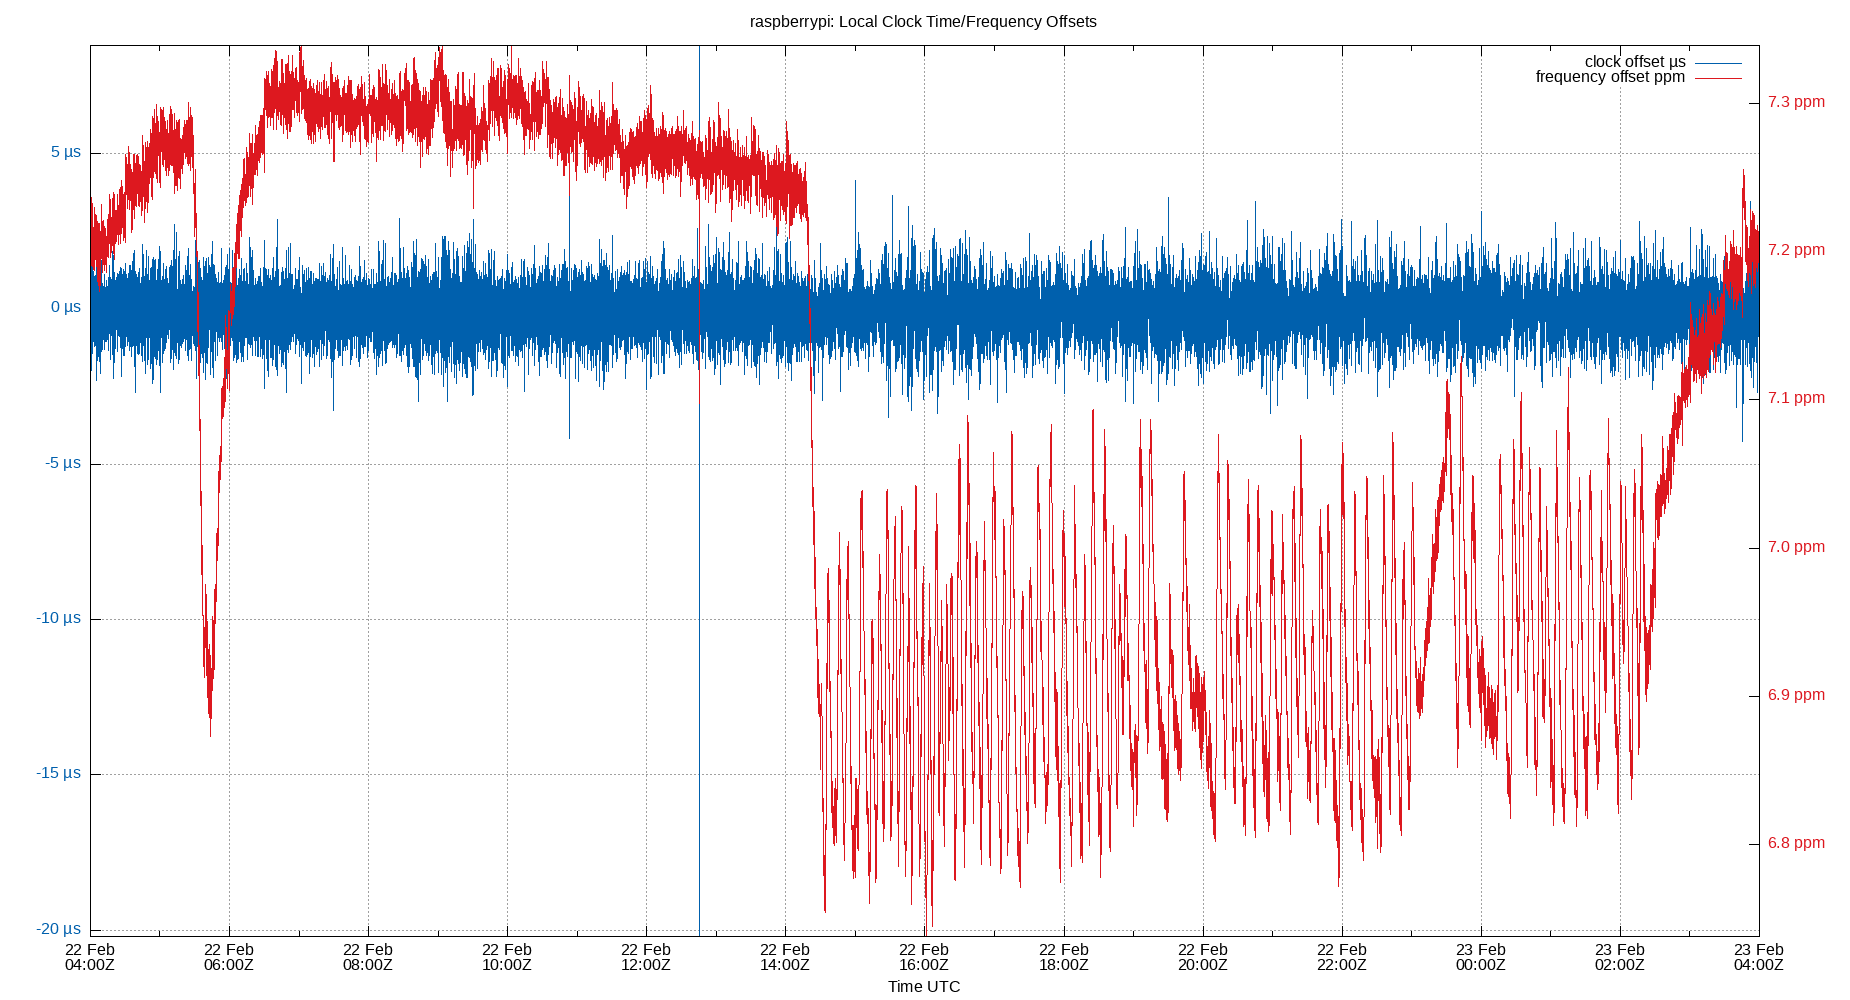 raspberrypi: Local Clock Time/Frequency Offsets
clock offset µs
frequency offset ppm
5 µs
0 µs
-5 µs
-10 µs
-15 µs
-20 µs
7.3 ppm
7.2 ppm
7.1 ppm
7.0 ppm
6.9 ppm
6.8 ppm
22 Feb 22 Feb 22 Feb 22 Feb 22 Feb 22 Feb 22 Feb 22 Feb 22 Feb 22 Feb 23 Feb 23 Feb 23 Feb
04:00Z 06:00Z 08:00Z 10:00Z 12:00Z 14:00Z 16:00Z 18:00Z 20:00Z 22:00Z 00:00Z 02:00Z 04:00Z
Time UTC